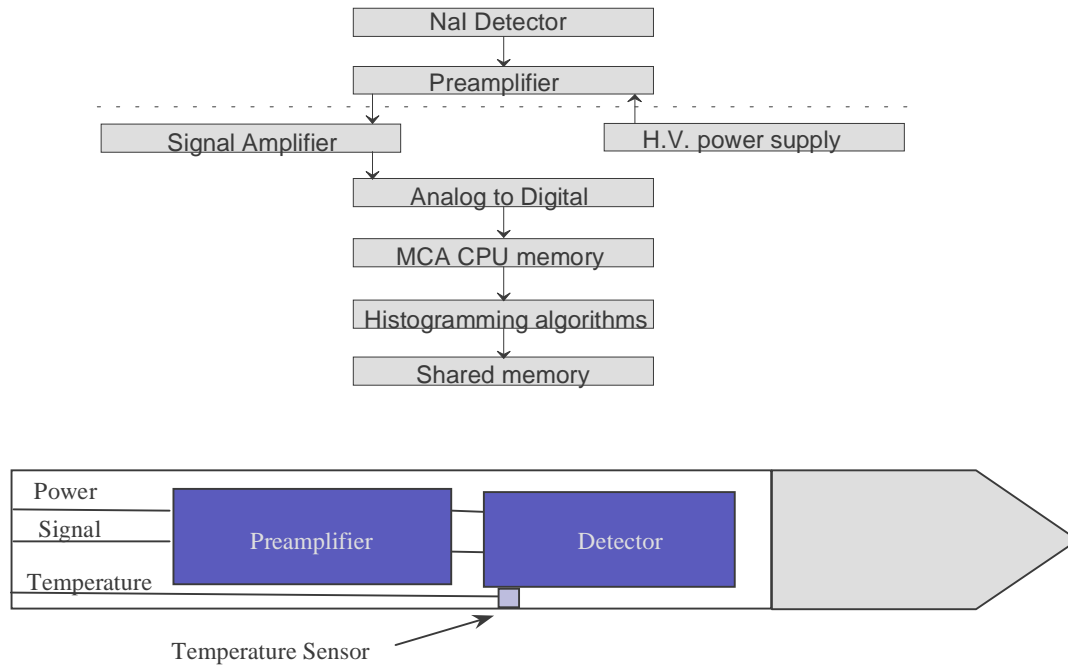 NaI Detector
Preamplifier
Signal Amplifier
H.V. power supply
Analog to Digital
MCA CPU memory
Histogramming algorithms
Shared memory
Power
Signal
Preamplifier
Detector
Temperature
Temperature Sensor